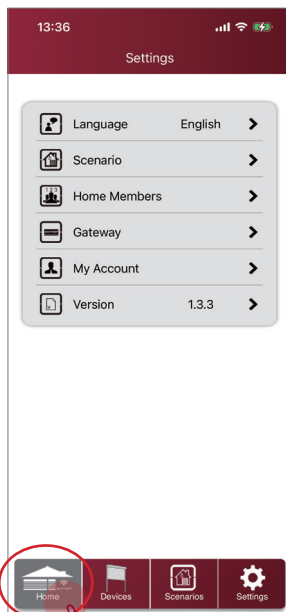 13:36
Settings
Language English
Scenario
Home Members
Gateway
My Account
Version 1.3.3
Home Devices Scenarios Settings